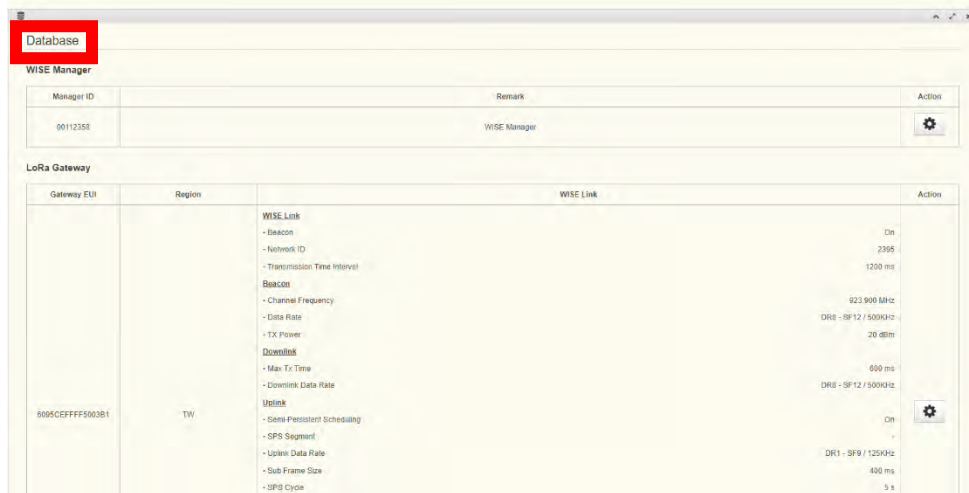 Database
WISE Manager
Manager ID Remark Action
00112358 WISE Manager
LoRa Gateway
Gateway EUI Region WISE Link Action
WISE Link
- Beacon On
- Network ID 2395
- Transmission Time Interval 1200 ms
Beacon
- Channel Frequency 923.900 MHz
- Data Rate DR8 - SF12 / 500KHz
- TX Power 20 dBm
Downlink
- Max Tx Time 600 ms
- Downlink Data Rate DR8 - SF12 / 500KHz
Uplink
6095CEFFFF5003B1 TW - Semi-Persistent Scheduling On
- SPS Segment -
- Uplink Data Rate DR1 - SF9 / 125KHz
- Sub Frame Size 400 ms
- SPS Cycle 5 s